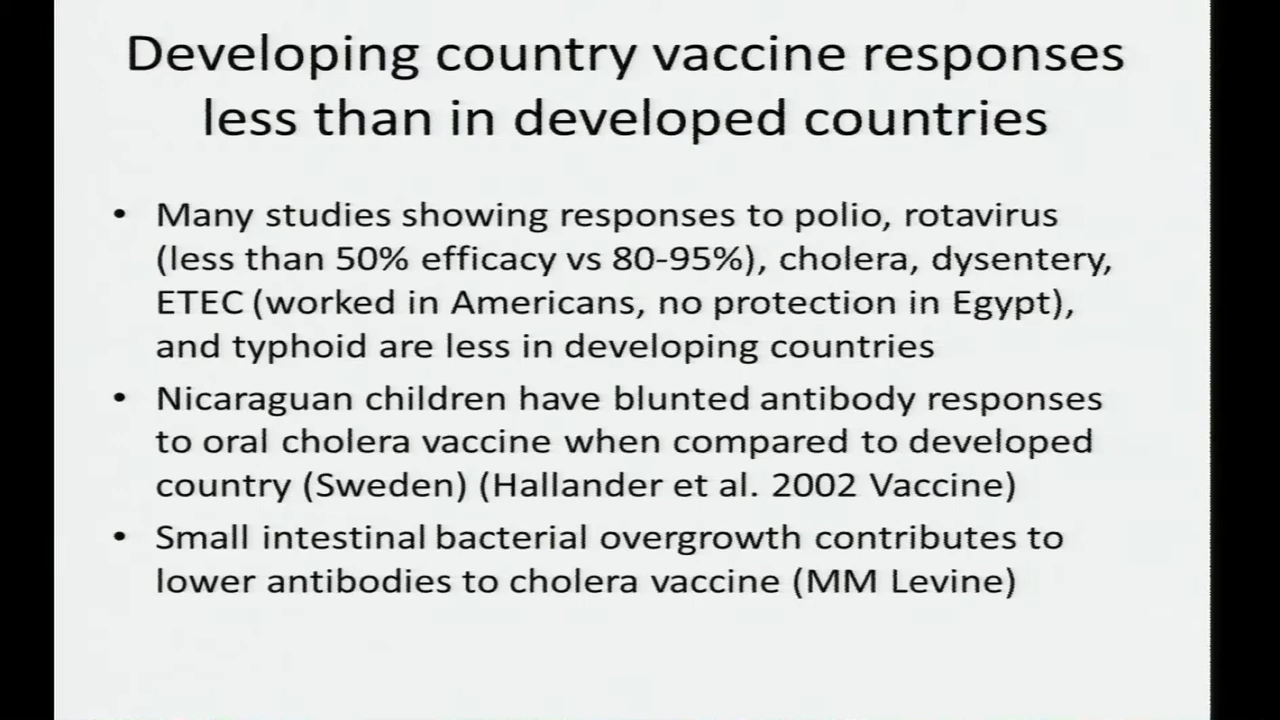 Developing country vaccine responses
less than in developed countries
• Many studies showing responses to polio, rotavirus
(less than 50% efficacy vs 80-95%), cholera, dysentery,
ETEC (worked in Americans, no protection in Egypt),
and typhoid are less in developing countries
• Nicaraguan children have blunted antibody responses
to oral cholera vaccine when compared to developed
country (Sweden) (Hallander et al. 2002 Vaccine)
• Small intestinal bacterial overgrowth contributes to
lower antibodies to cholera vaccine (MM Levine)